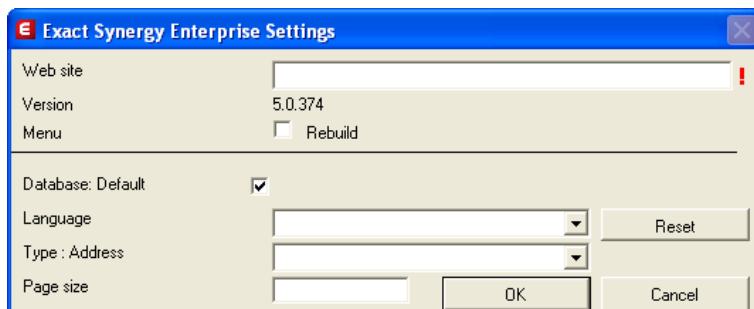 E Exact Synergy Enterprise Settings
Web site !
Version 5.0.374
Menu Rebuild
Database: Default
Language Reset
Type : Address
Page size OK Cancel